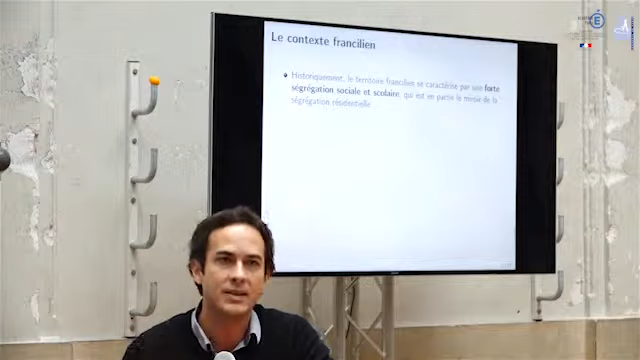 Le contexte francilien
Historiquement, le territoire francilien se caractérise par une forte
ségrégation sociale et scolaire, qui est en partie le miroir de la
ségrégation résidentielle